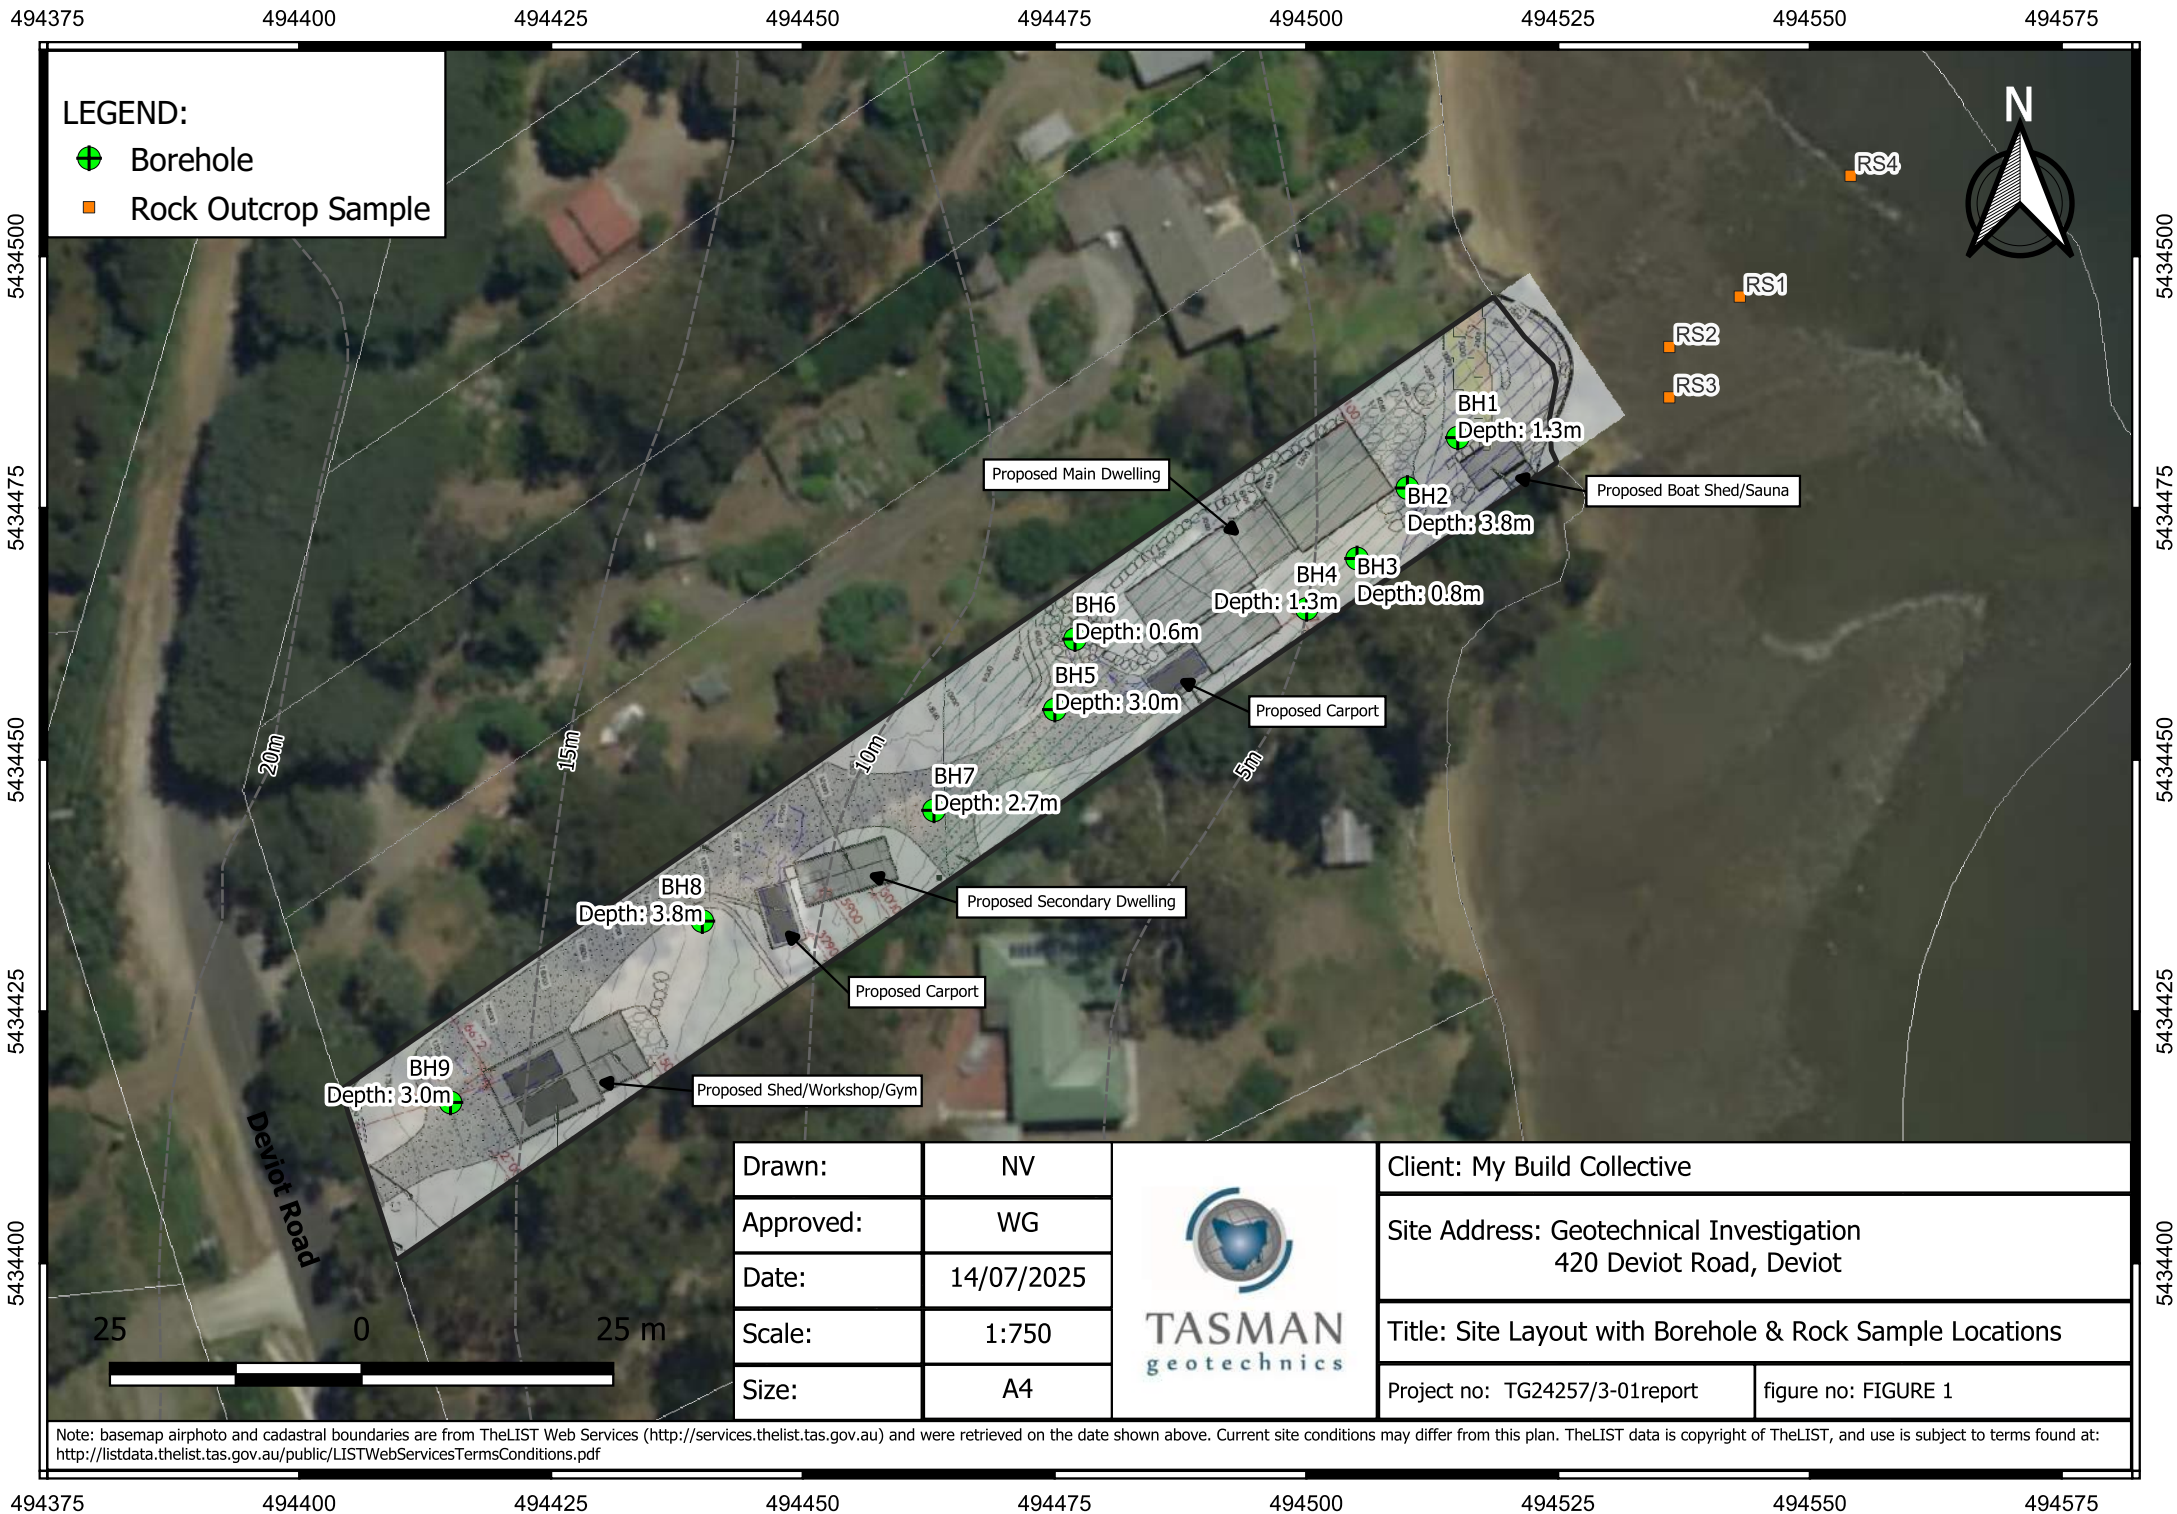 494375 494400 494425 494450 494475 494500 494525 494550 494575
LEGEND:
Borehole
Rock Outcrop Sample
N
RS4
RS1
RS2
RS3
5434500
5434475
5434450
5434425
5434400
5434500
5434475
5434450
5434425
5434400
BH1
Depth: 1.3m
Proposed Main Dwelling
Proposed Boat Shed/Sauna
BH2
Depth: 3.8m
BH3
Depth: 0.8m
BH4
Depth: 1.3m
BH6
Depth: 0.6m
BH5
Depth: 3.0m
Proposed Carport
20m
15m
10m
5m
BH7
Depth: 2.7m
BH8
Depth: 3.8m
Proposed Secondary Dwelling
Proposed Carport
BH9
Depth: 3.0m
Proposed Shed/Workshop/Gym
Deviot Road
25 0 25 m
Drawn: NV
Approved: WG
Date: 14/07/2025
Scale: 1:750
Size: A4
TASMAN
geotechnics
Client: My Build Collective
Site Address: Geotechnical Investigation
420 Deviot Road, Deviot
Title: Site Layout with Borehole & Rock Sample Locations
Project no: TG24257/3-01report
figure no: FIGURE 1
Note: basemap airphoto and cadastral boundaries are from TheLIST Web Services (http://services.thelist.tas.gov.au) and were retrieved on the date shown above. Current site conditions may differ from this plan. TheLIST data is copyright of TheLIST, and use is subject to terms found at:
http://listdata.thelist.tas.gov.au/public/LISTWebServicesTermsConditions.pdf
494375 494400 494425 494450 494475 494500 494525 494550 494575